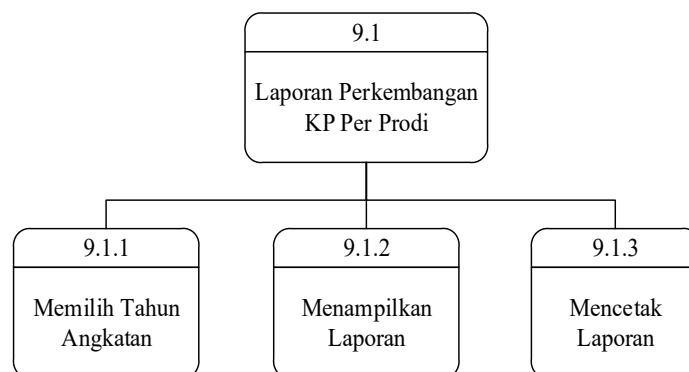 9.1
Laporan Perkembangan
KP Per Prodi
9.1.1
Memilih Tahun
Angkatan
9.1.2
Menampilkan
Laporan
9.1.3
Mencetak
Laporan